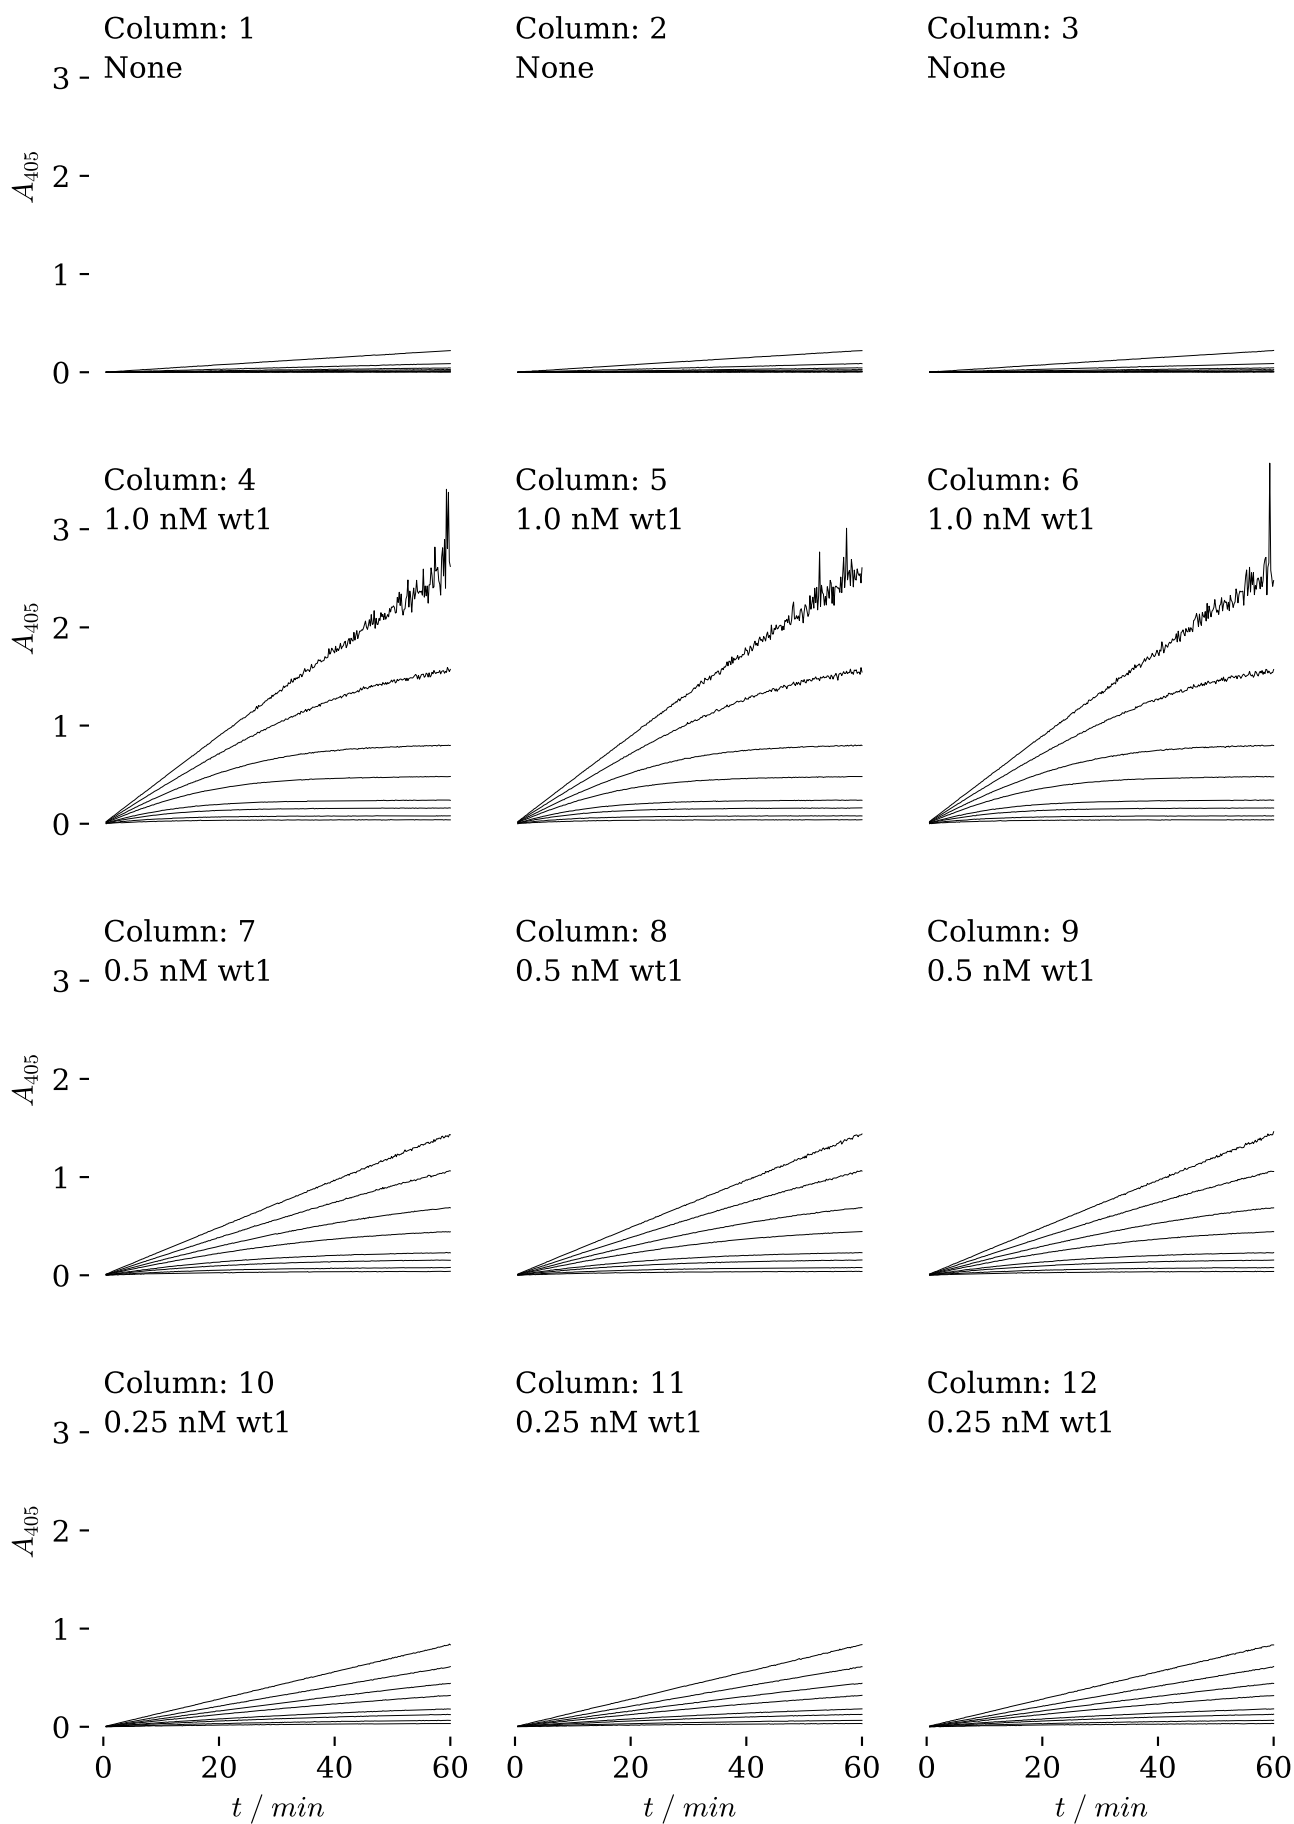 Column: 1
None
Column: 2
None
Column: 3
None
3
2
1
0
A405
Column: 4
1.0 nM wt1
Column: 5
1.0 nM wt1
Column: 6
1.0 nM wt1
3
2
1
0
A405
Column: 7
0.5 nM wt1
Column: 8
0.5 nM wt1
Column: 9
0.5 nM wt1
3
2
1
0
A405
Column: 10
0.25 nM wt1
Column: 11
0.25 nM wt1
Column: 12
0.25 nM wt1
3
2
1
0
A405
0 20 40 60
0 20 40 60
0 20 40 60
t / min
t / min
t / min